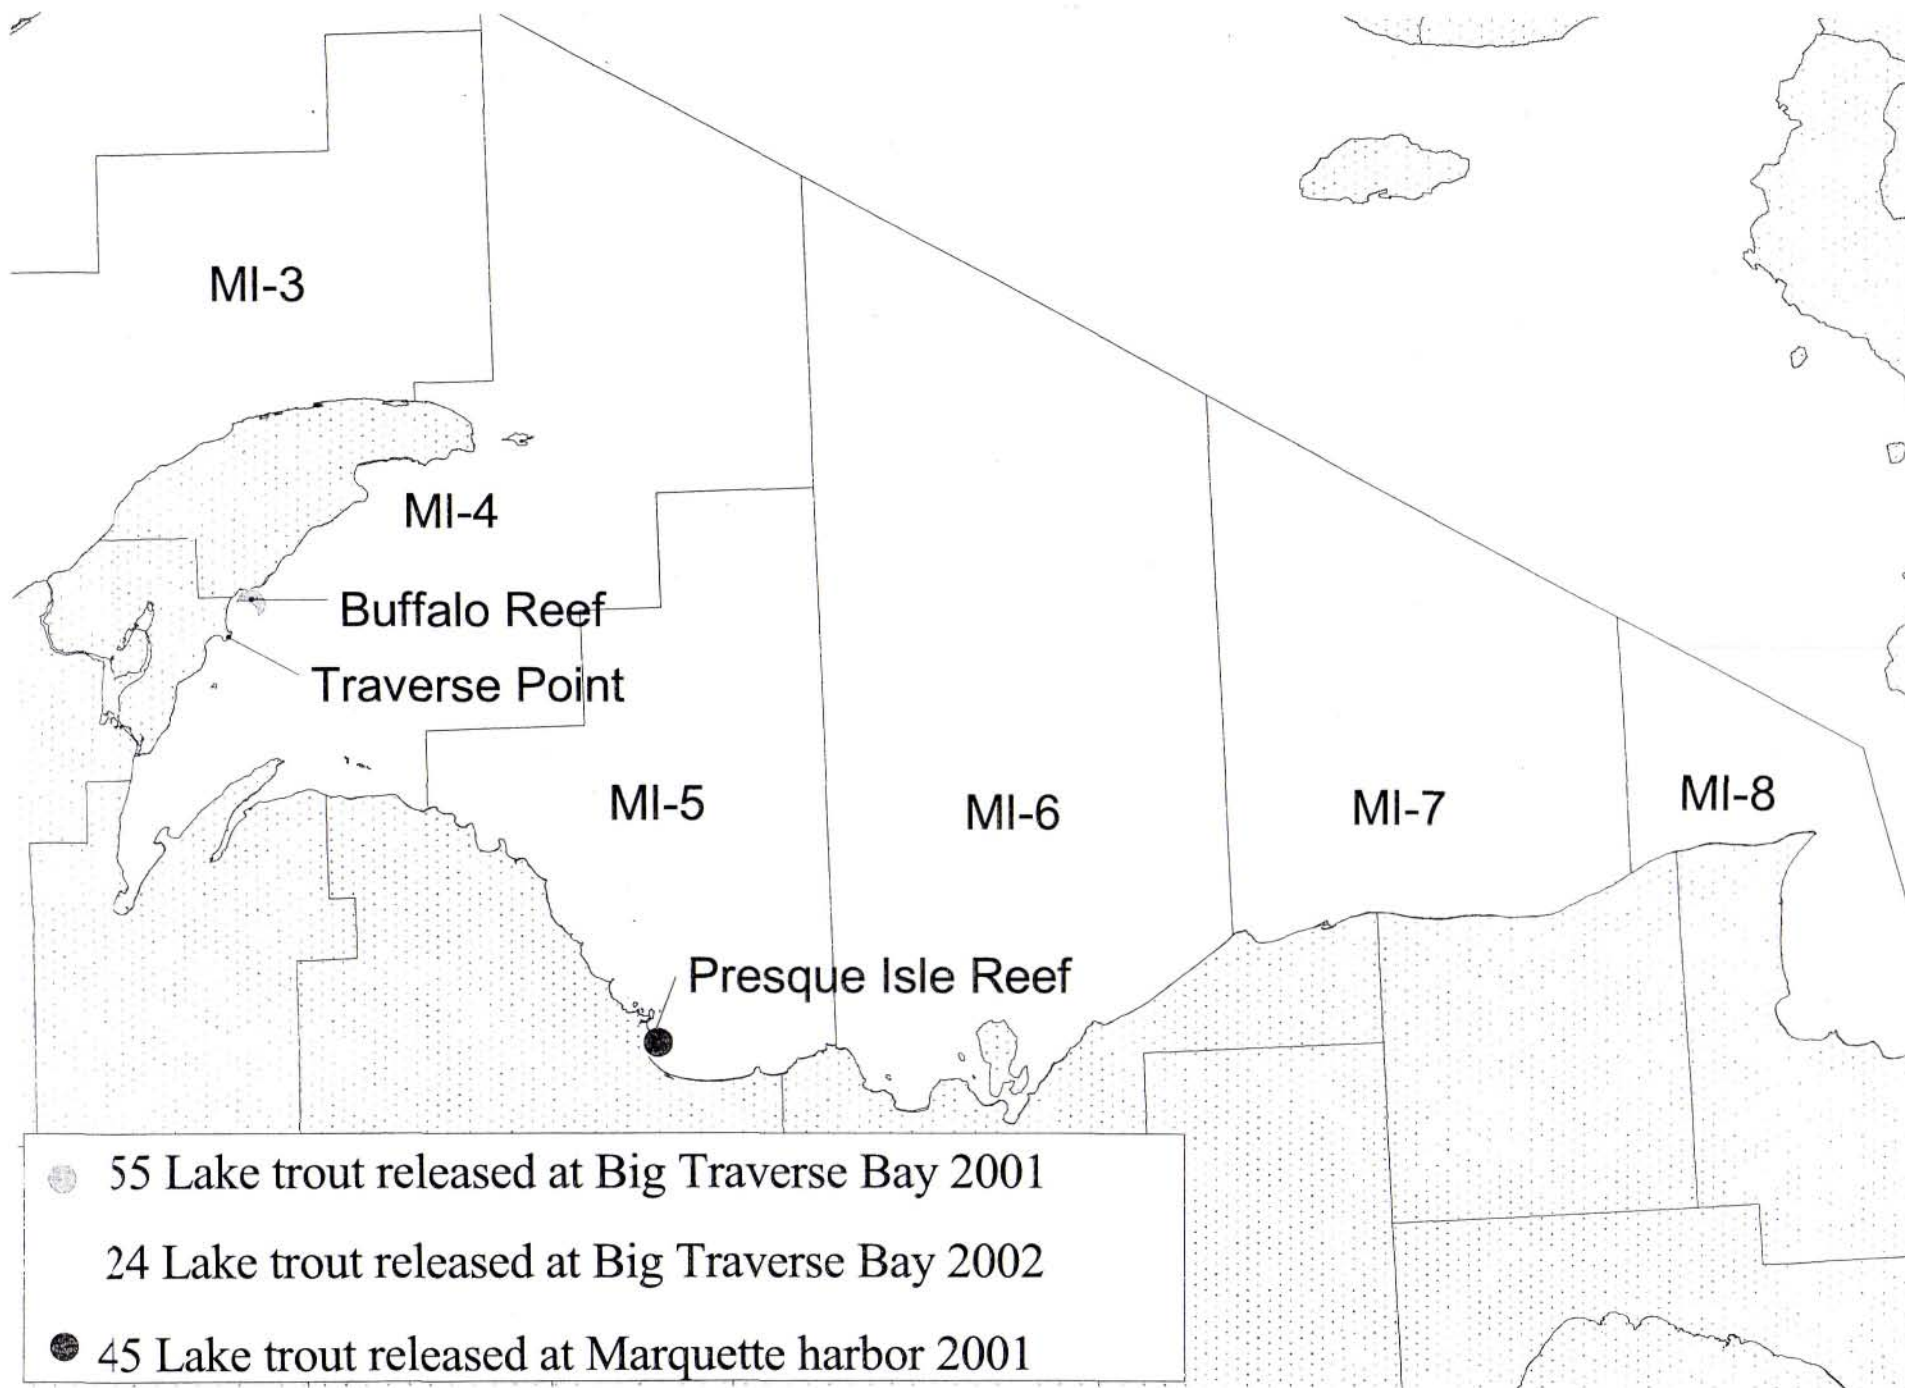 MI-3
MI-4
Buffalo Reef
Traverse Point
MI-5
MI-6
MI-7
MI-8
Presque Isle Reef
55 Lake trout released at Big Traverse Bay 2001
24 Lake trout released at Big Traverse Bay 2002
45 Lake trout released at Marquette harbor 2001